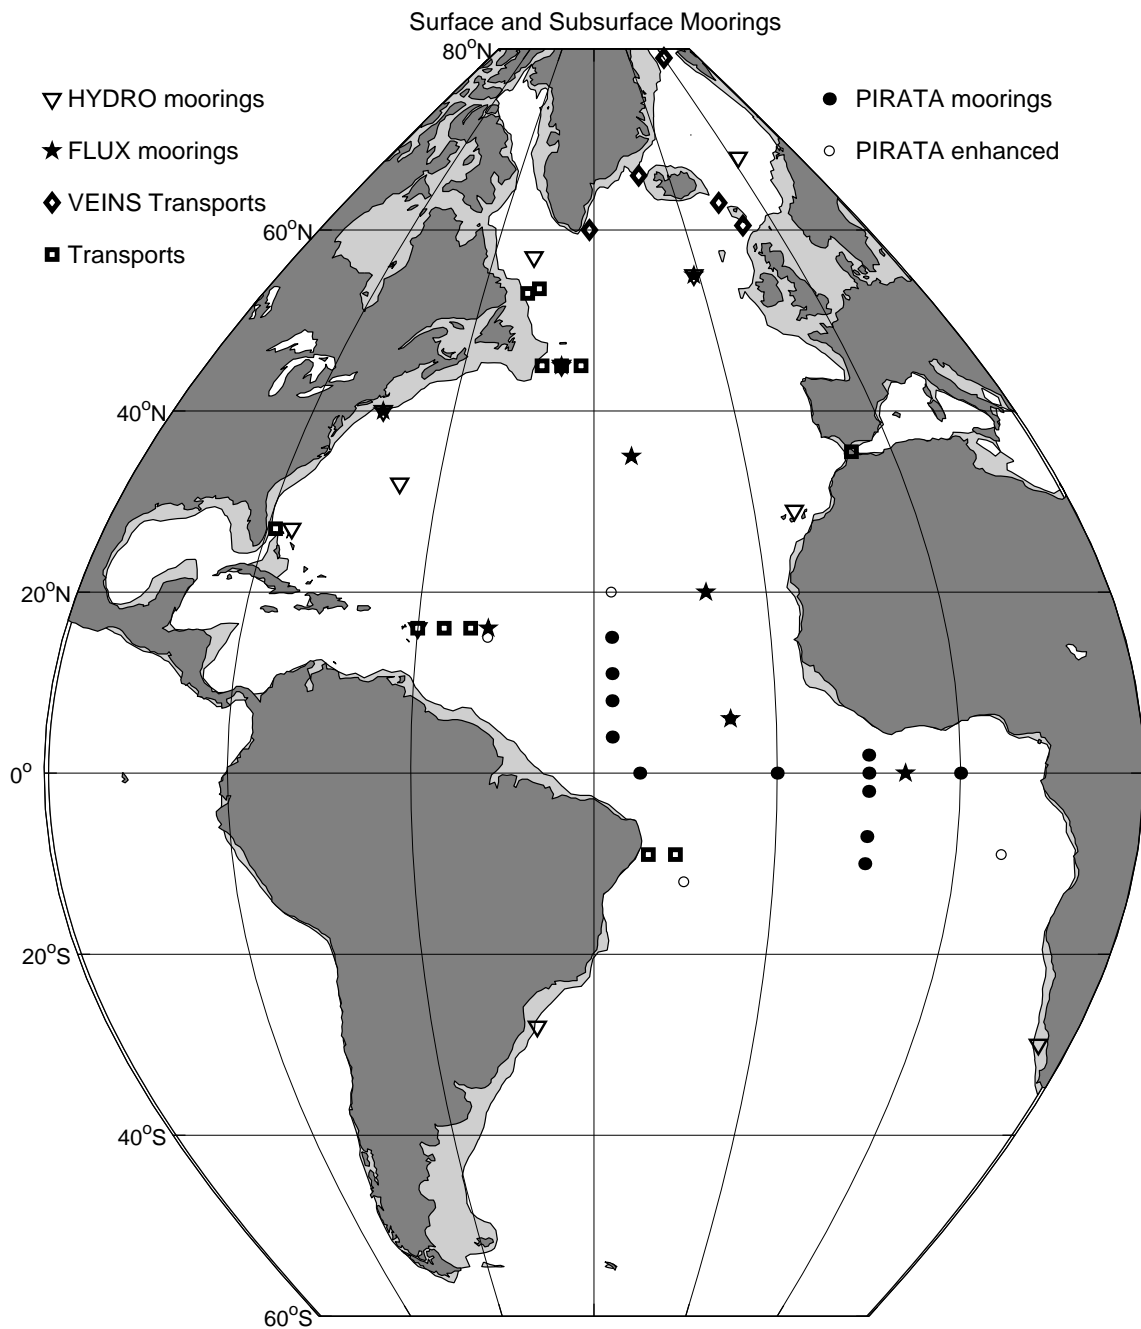 Surface and Subsurface Moorings
80°N
HYDRO moorings
FLUX moorings
VEINS Transports
Transports
PIRATA moorings
PIRATA enhanced
60°N
40°N
20°N
0°
20°S
40°S
60°S